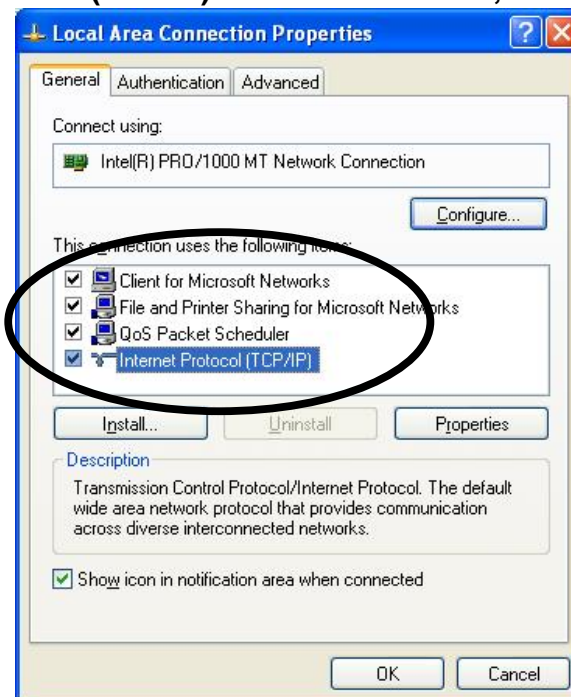 Local Area Connection Properties
General Authentication Advanced
Connect using:
Intel(R) PRO/1000 MT Network Connection
Configure...
This connection uses the following items:
Client for Microsoft Networks
File and Printer Sharing for Microsoft Networks
QoS Packet Scheduler
Internet Protocol (TCP/IP)
Install... Uninstall Properties
Description
Transmission Control Protocol/Internet Protocol. The default
wide area network protocol that provides communication
across diverse interconnected networks.
Show icon in notification area when connected
OK Cancel